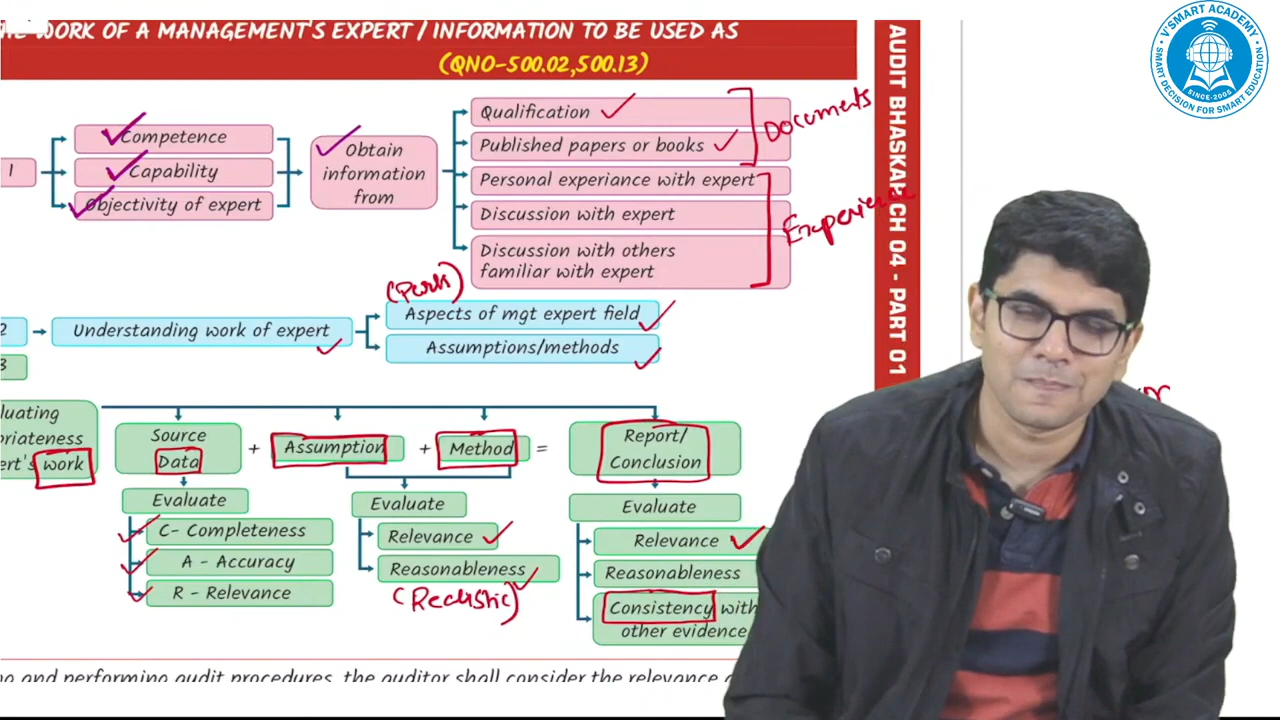 WORK OF A MANAGEMENT'S EXPERT / INFORMATION TO BE USED AS
(QNO-500.02,500.13)
1
Competence
Capability
Objectivity of expert
Obtain
information
from
Qualification
Published papers or books
Personal experiance with expert
Discussion with expert
Discussion with others
familiar with expert
Documents
2
Understanding work of expert
Aspects of mgt expert field
Assumptions/methods
3
work
Source
Data
+
Assumption
+
Method
=
Report/
Conclusion
Evaluate
C- Completeness
A - Accuracy
R - Relevance
Evaluate
Relevance
Reasonableness
(Realistic)
Evaluate
Relevance
Reasonableness
Consistency with
other evidence
and performing audit procedures, the auditor shall consider the relevance
AUDIT BHASKAR CH 04 - PART 01
V'SMART ACADEMY
SMART DECISION FOR SMART EDUCATION
SINCE-2005